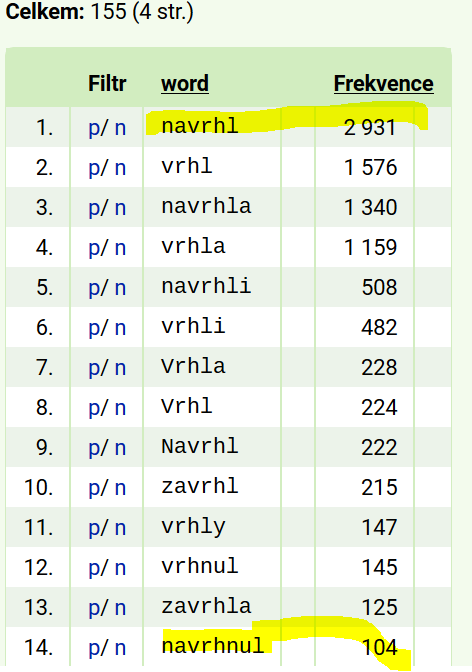 Celkem: 155 (4 str.)
Filtr word Frekvence
1. p/ n navrhl 2 931
2. p/ n vrhl 1 576
3. p/ n navrhla 1 340
4. p/ n vrhla 1 159
5. p/ n navrhli 508
6. p/ n vrhli 482
7. p/ n Vrhla 228
8. p/ n Vrhl 224
9. p/ n Navrhl 222
10. p/ n zavrhl 215
11. p/ n vrhly 147
12. p/ n vrhnul 145
13. p/ n zavrhla 125
14. p/ n navrhnul 104